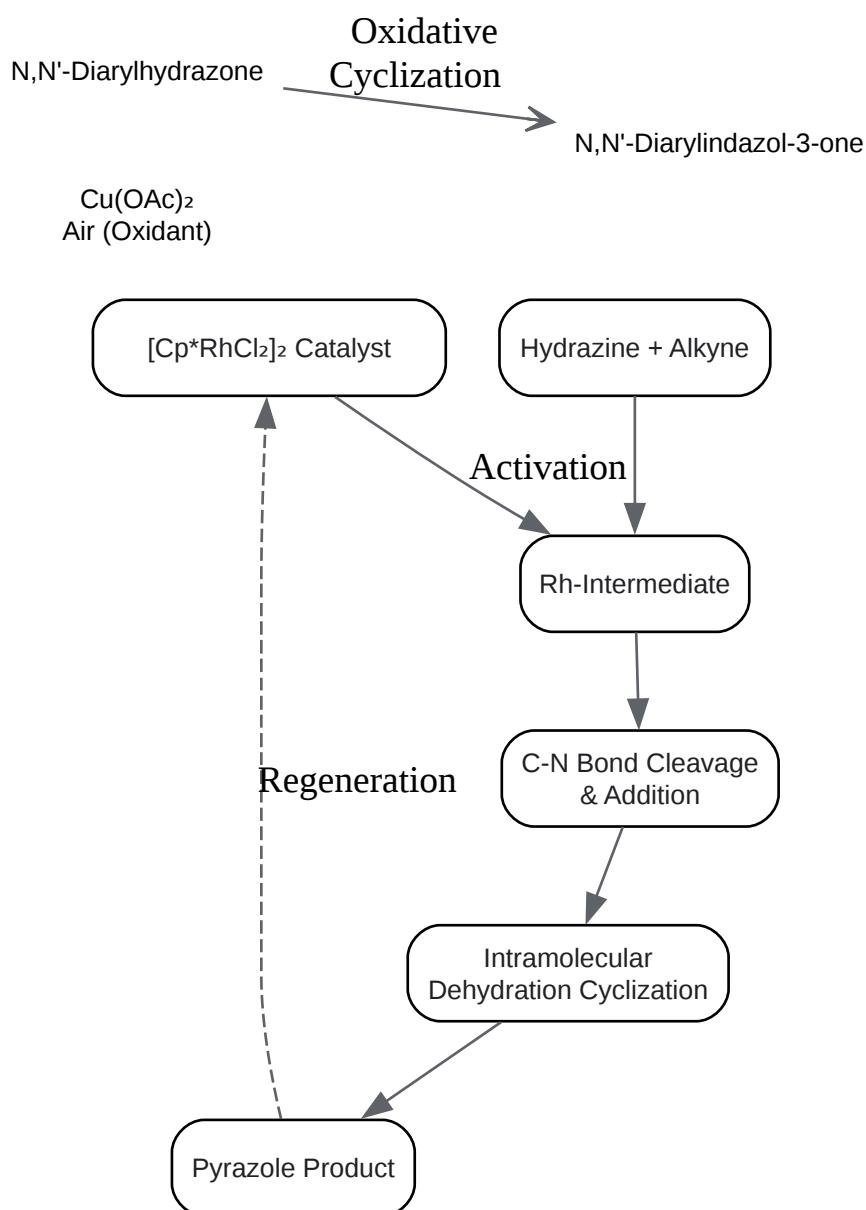 Oxidative
Cyclization
N,N'-Diarylhydrazone
N,N'-Diarylindazol-3-one
Cu(OAc)₂
Air (Oxidant)
[Cp*RhCl₂]₂ Catalyst
Hydrazine + Alkyne
Activation
Rh-Intermediate
C-N Bond Cleavage
& Addition
Regeneration
Intramolecular
Dehydration Cyclization
Pyrazole Product